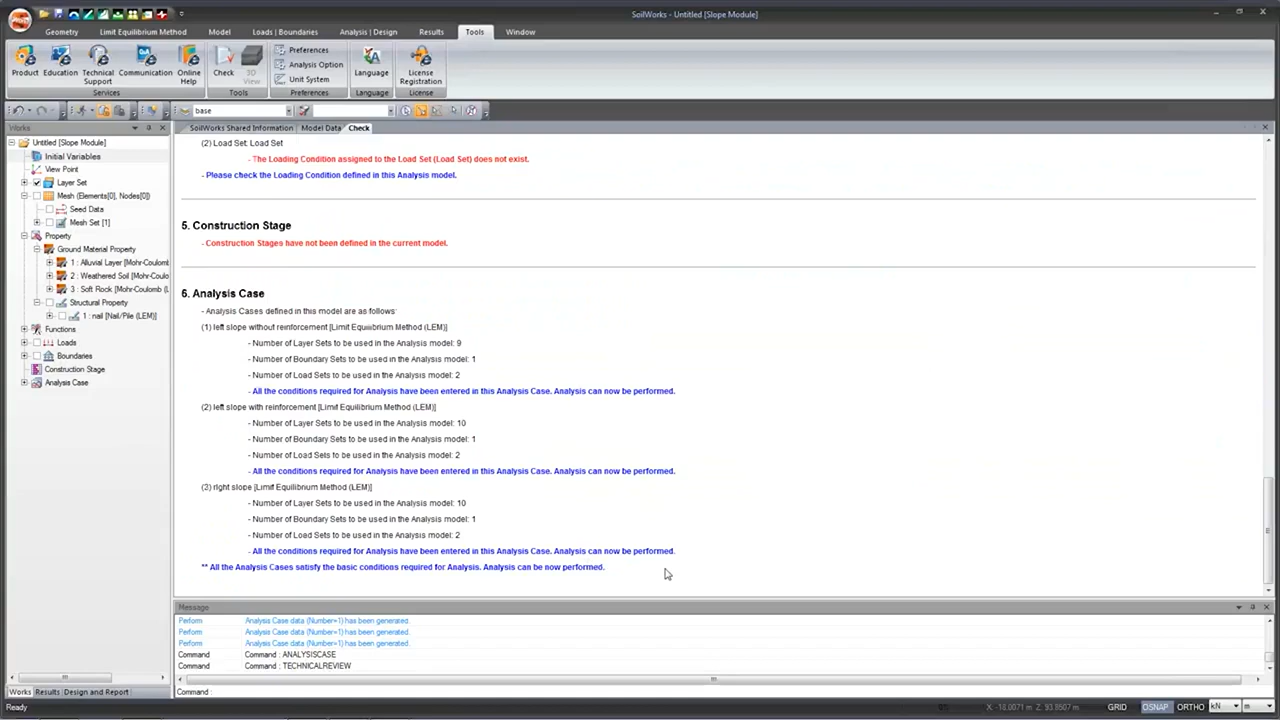 SoilWorks - Untitled [Slope Module]
Geometry
Limit Equilibrium Method
Model
Loads | Boundaries
Analysis | Design
Results
Tools
Window
Product
Education
Technical
Support
Communication
Online
Help
Services
Check
3D
View
Tools
Preferences
Analysis Option
Unit System
Preferences
Language
Language
License
Registration
License
base
Works
SoilWorks Shared Information
Model Data
Check
Untitled [Slope Module]
Initial Variables
View Point
Layer Set
Mesh (Elements[0], Nodes[0])
Seed Data
Mesh Set [1]
Property
Ground Material Property
1 : Alluvial Layer [Mohr-Coulomb
2 : Weathered Soil [Mohr-Coulo
3 : Soft Rock [Mohr-Coulomb (L
Structural Property
1 : nail [Nail/Pile (LEM)]
Functions
Loads
Boundaries
Construction Stage
Analysis Case
(2) Load Set: Load Set
- The Loading Condition assigned to the Load Set (Load Set) does not exist.
- Please check the Loading Condition defined in this Analysis model.
5. Construction Stage
- Construction Stages have not been defined in the current model.
6. Analysis Case
- Analysis Cases defined in this model are as follows
(1) left slope without reinforcement [Limit Equilibrium Method (LEM)]
- Number of Layer Sets to be used in the Analysis model: 9
- Number of Boundary Sets to be used in the Analysis model: 1
- Number of Load Sets to be used in the Analysis model: 2
- All the conditions required for Analysis have been entered in this Analysis Case. Analysis can now be performed.
(2) left slope with reinforcement [Limit Equilibrium Method (LEM)]
- Number of Layer Sets to be used in the Analysis model: 10
- Number of Boundary Sets to be used in the Analysis model: 1
- Number of Load Sets to be used in the Analysis model: 2
- All the conditions required for Analysis have been entered in this Analysis Case. Analysis can now be performed.
(3) right slope [Limit Equilibrium Method (LEM)]
- Number of Layer Sets to be used in the Analysis model: 10
- Number of Boundary Sets to be used in the Analysis model: 1
- Number of Load Sets to be used in the Analysis model: 2
- All the conditions required for Analysis have been entered in this Analysis Case. Analysis can now be performed.
** All the Analysis Cases satisfy the basic conditions required for Analysis. Analysis can be now performed.
Message
Perform Analysis Case data (Number=1) has been generated.
Perform Analysis Case data (Number=1) has been generated.
Perform Analysis Case data (Number=1) has been generated.
Command Command : ANALYSISCASE
Command Command : TECHNICALREVIEW
Works
Results
Design and Report
Command :
Ready
X: -18.0071 m Z: 93.8607 m
GRID
OSNAP
ORTHO
kN
m